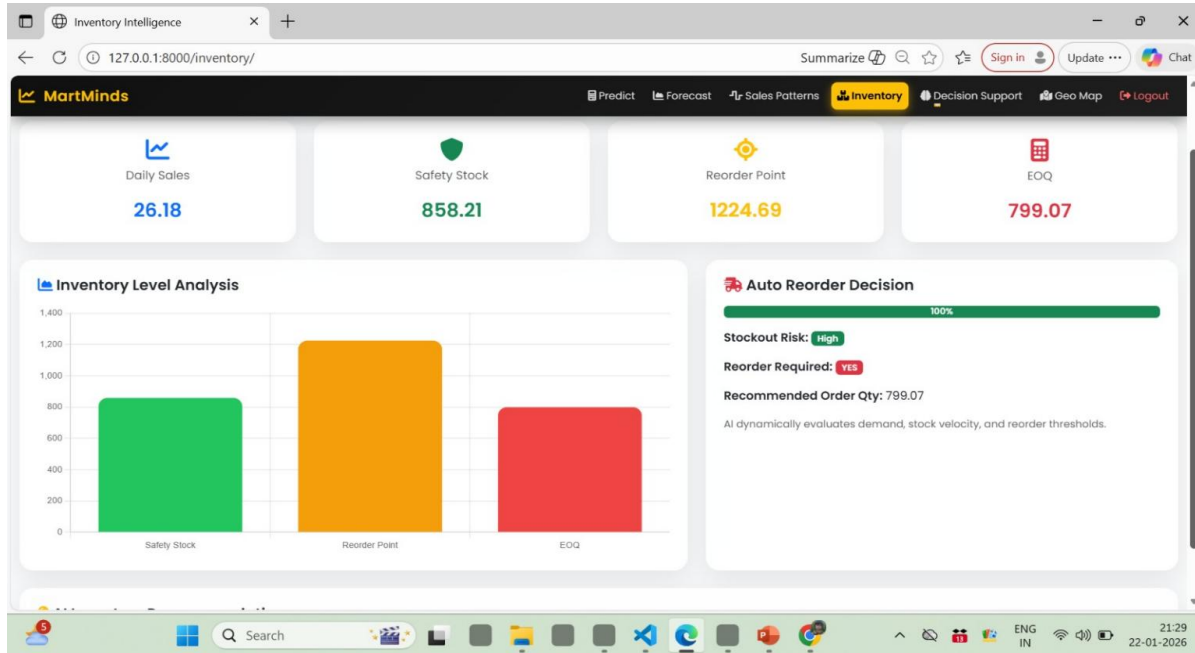 Inventory Intelligence
127.0.0.1:8000/inventory/
Summarize
Sign in
Update
Chat
MartMinds
Predict Forecast Sales Patterns Inventory Decision Support Geo Map Logout
Daily Sales
26.18
Safety Stock
858.21
Reorder Point
1224.69
EOQ
799.07
Inventory Level Analysis
1,400
1,200
1,000
800
600
400
200
0
Safety Stock
Reorder Point
EOQ
Auto Reorder Decision
100%
Stockout Risk: High
Reorder Required: YES
Recommended Order Qty: 799.07
AI dynamically evaluates demand, stock velocity, and reorder thresholds.
5
Search
13
ENG
IN
21:29
22-01-2026